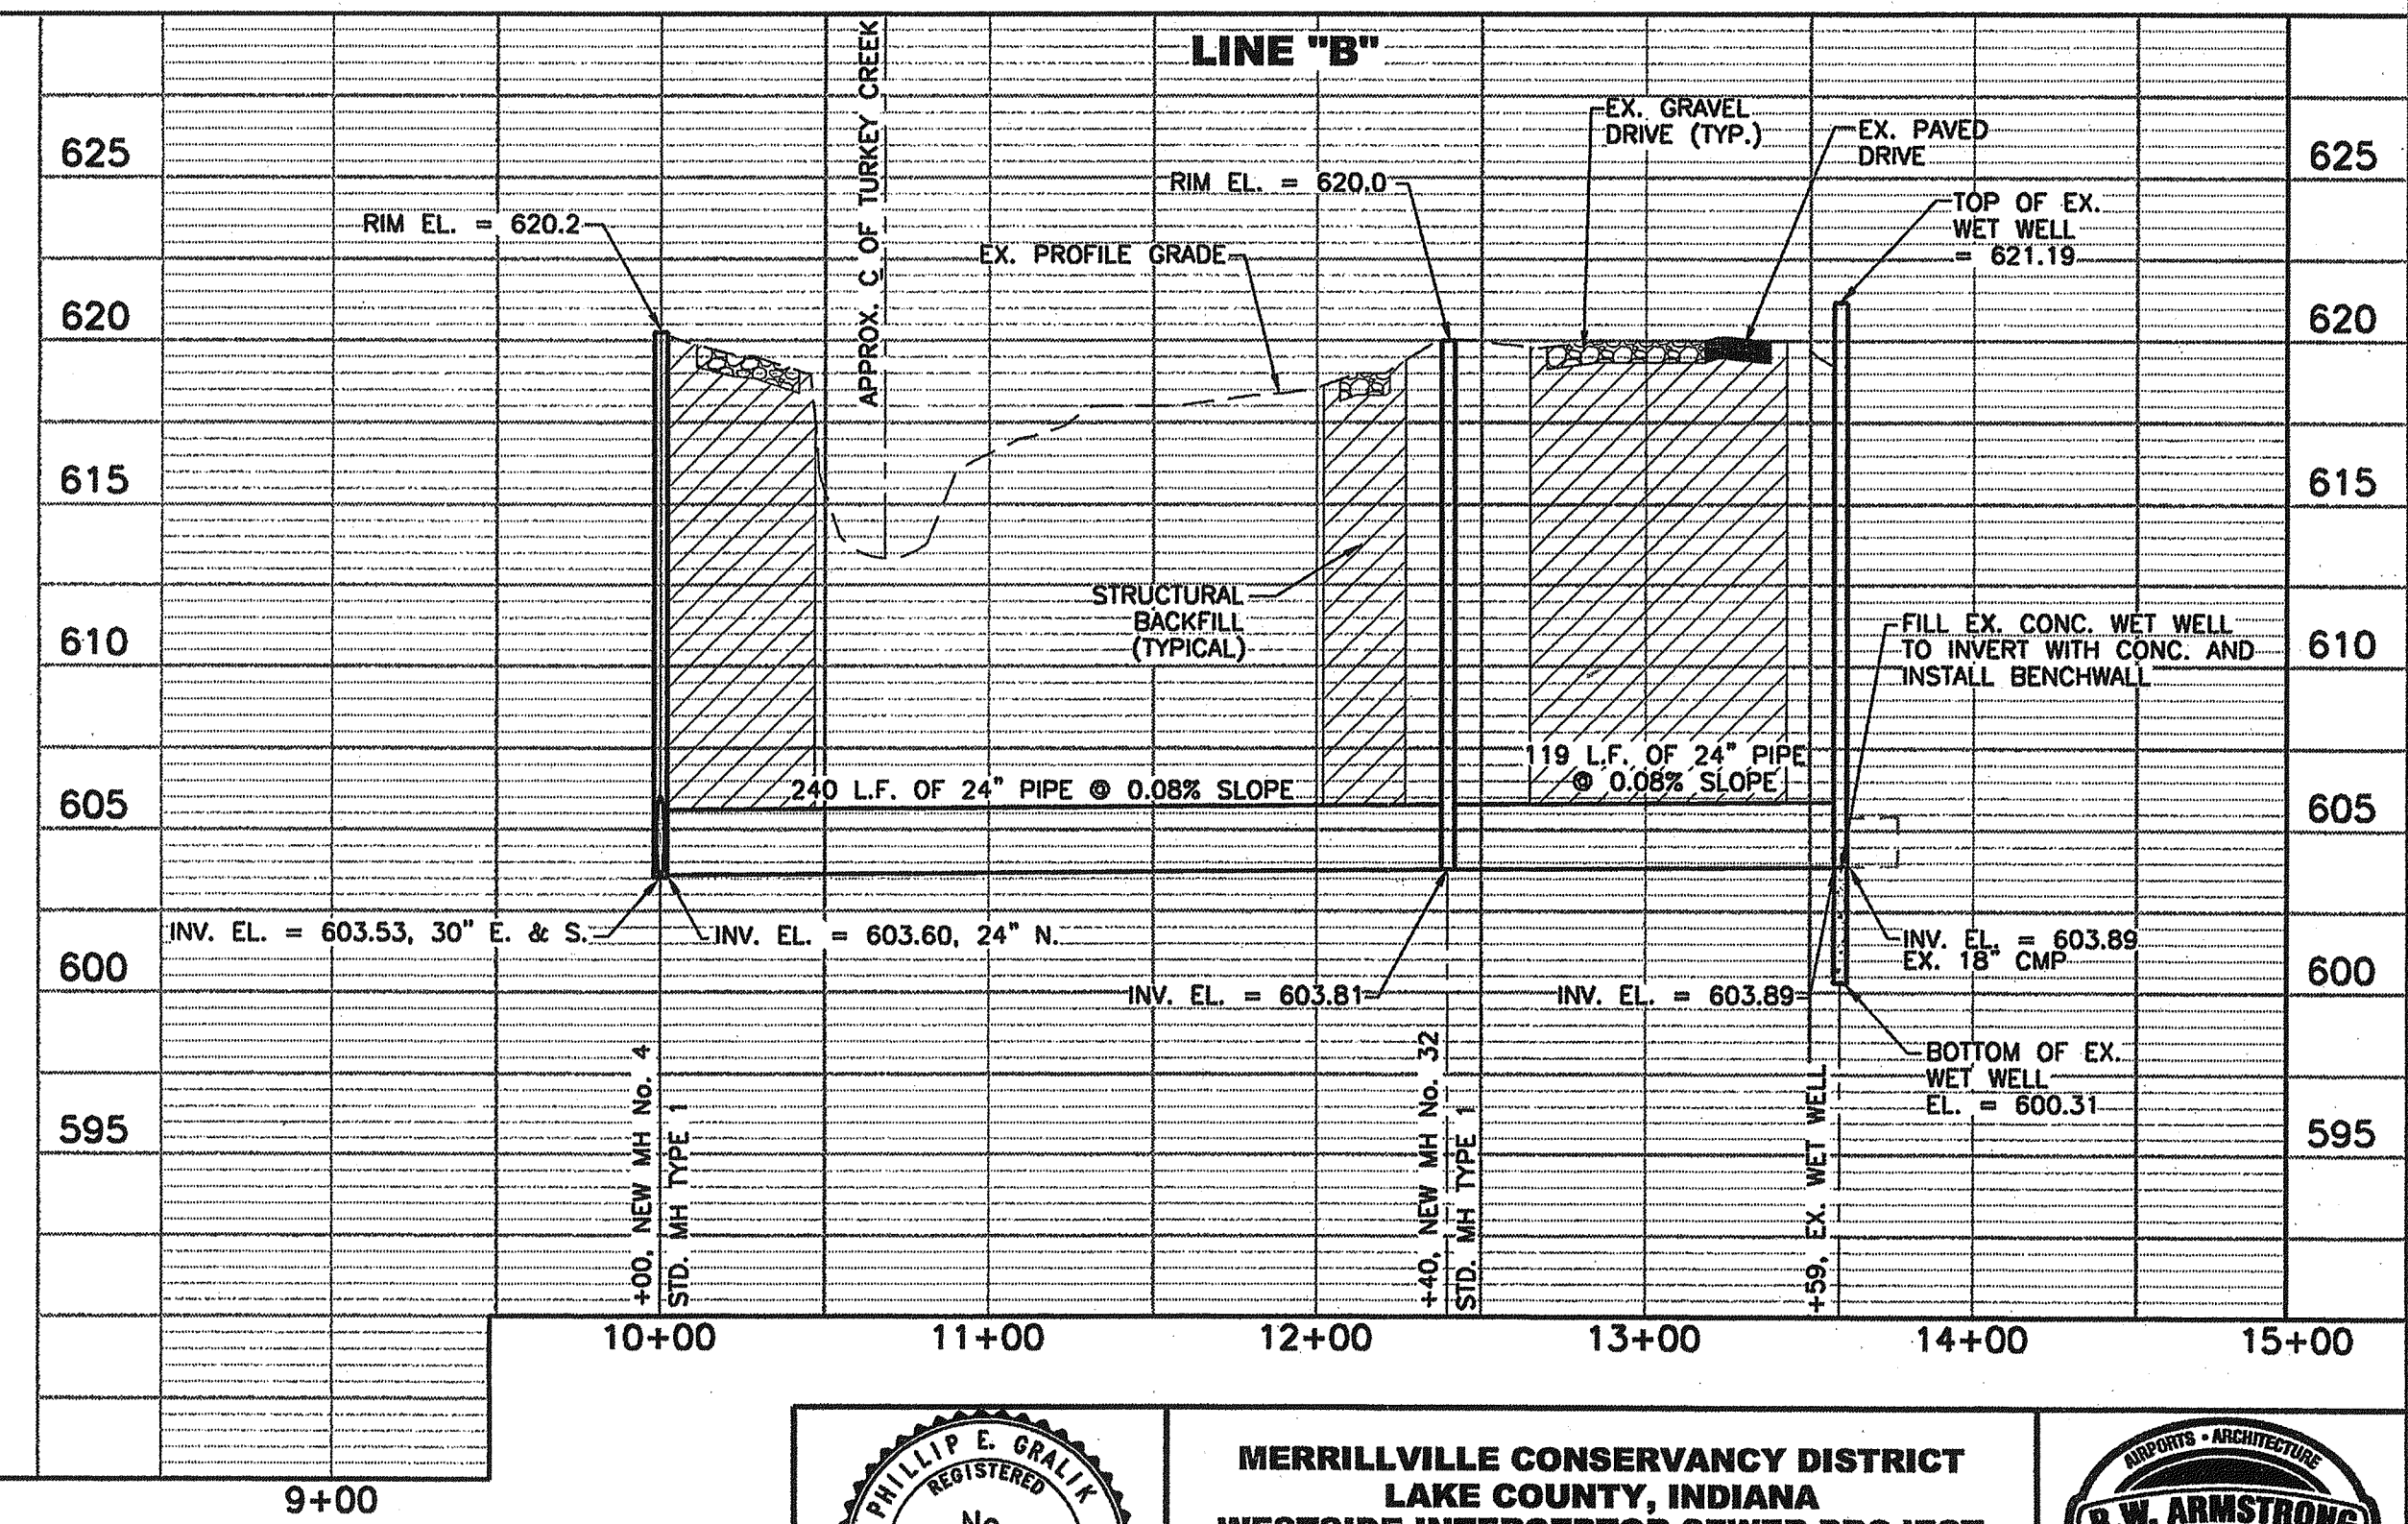 LINE "B"
APPROX. C OF TURKEY CREEK
EX. GRAVEL
DRIVE (TYP.)
EX. PAVED
DRIVE
625
625
RIM EL. = 620.0
TOP OF EX.
WET WELL
= 621.19
RIM EL. = 620.2
EX. PROFILE GRADE
620
620
615
615
STRUCTURAL
BACKFILL
(TYPICAL)
FILL EX. CONC. WET WELL
TO INVERT WITH CONC. AND
INSTALL BENCHWALL
610
610
119 L.F. OF 24" PIPE
@ 0.08% SLOPE
240 L.F. OF 24" PIPE @ 0.08% SLOPE
605
605
INV. EL. = 603.53, 30" E. & S.
INV. EL. = 603.60, 24" N.
INV. EL. = 603.89
EX. 18" CMP
600
600
INV. EL. = 603.81
INV. EL. = 603.89
BOTTOM OF EX.
WET WELL
EL. = 600.31
595
595
+00, NEW MH No. 4
STD. MH TYPE 1
+40, NEW MH No. 32
STD. MH TYPE 1
+59, EX. WET WELL
10+00
11+00
12+00
13+00
14+00
15+00
9+00
PHILLIP E. GRALIK
REGISTERED
No.
MERRILLVILLE CONSERVANCY DISTRICT
LAKE COUNTY, INDIANA
WESTSIDE INTERCEPTOR SEWER PROJECT
AIRPORTS • ARCHITECTURE
R.W. ARMSTRONG